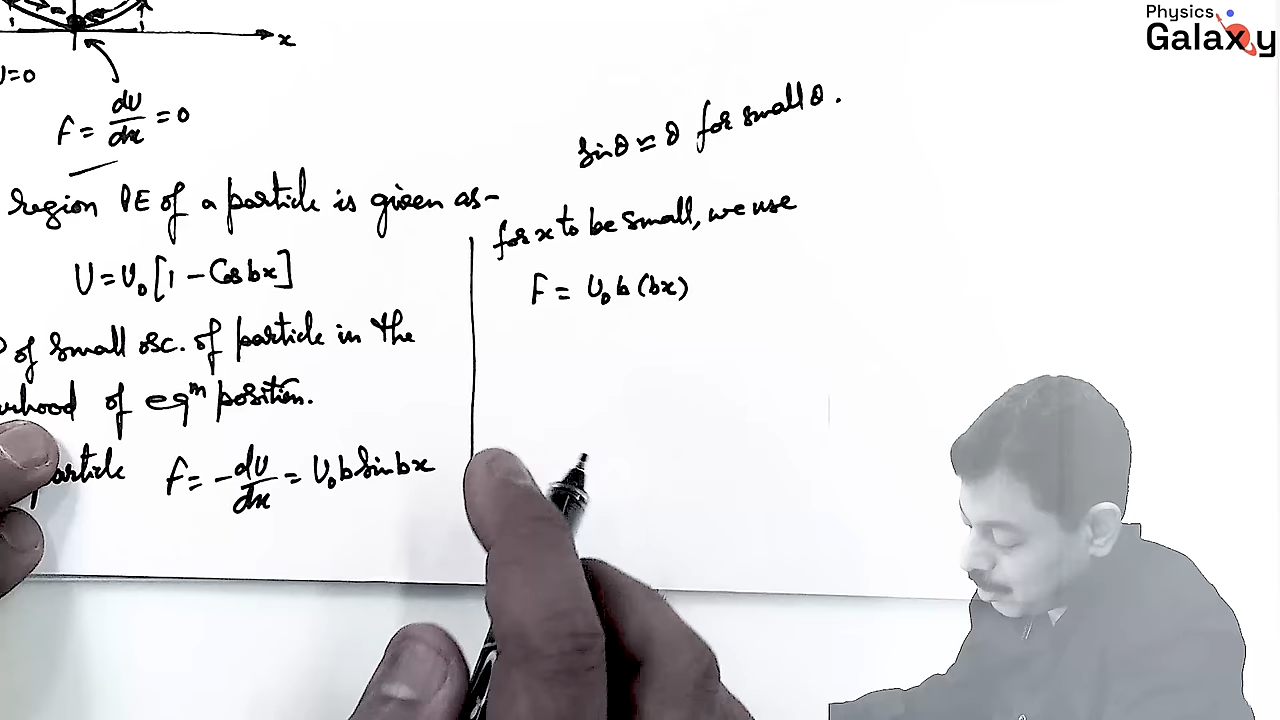 Physics
Galaxy
x
U=0
F = dU/dx = 0
region PE of a particle is given as-
U = U₀[1 - Cos bx]
of small osc. of particle in the
of eqᵐ position.
particle F = -dU/dx = U₀b Sin bx
Sinθ ≃ θ for small θ.
for x to be small, we use
F = U₀b(bx)